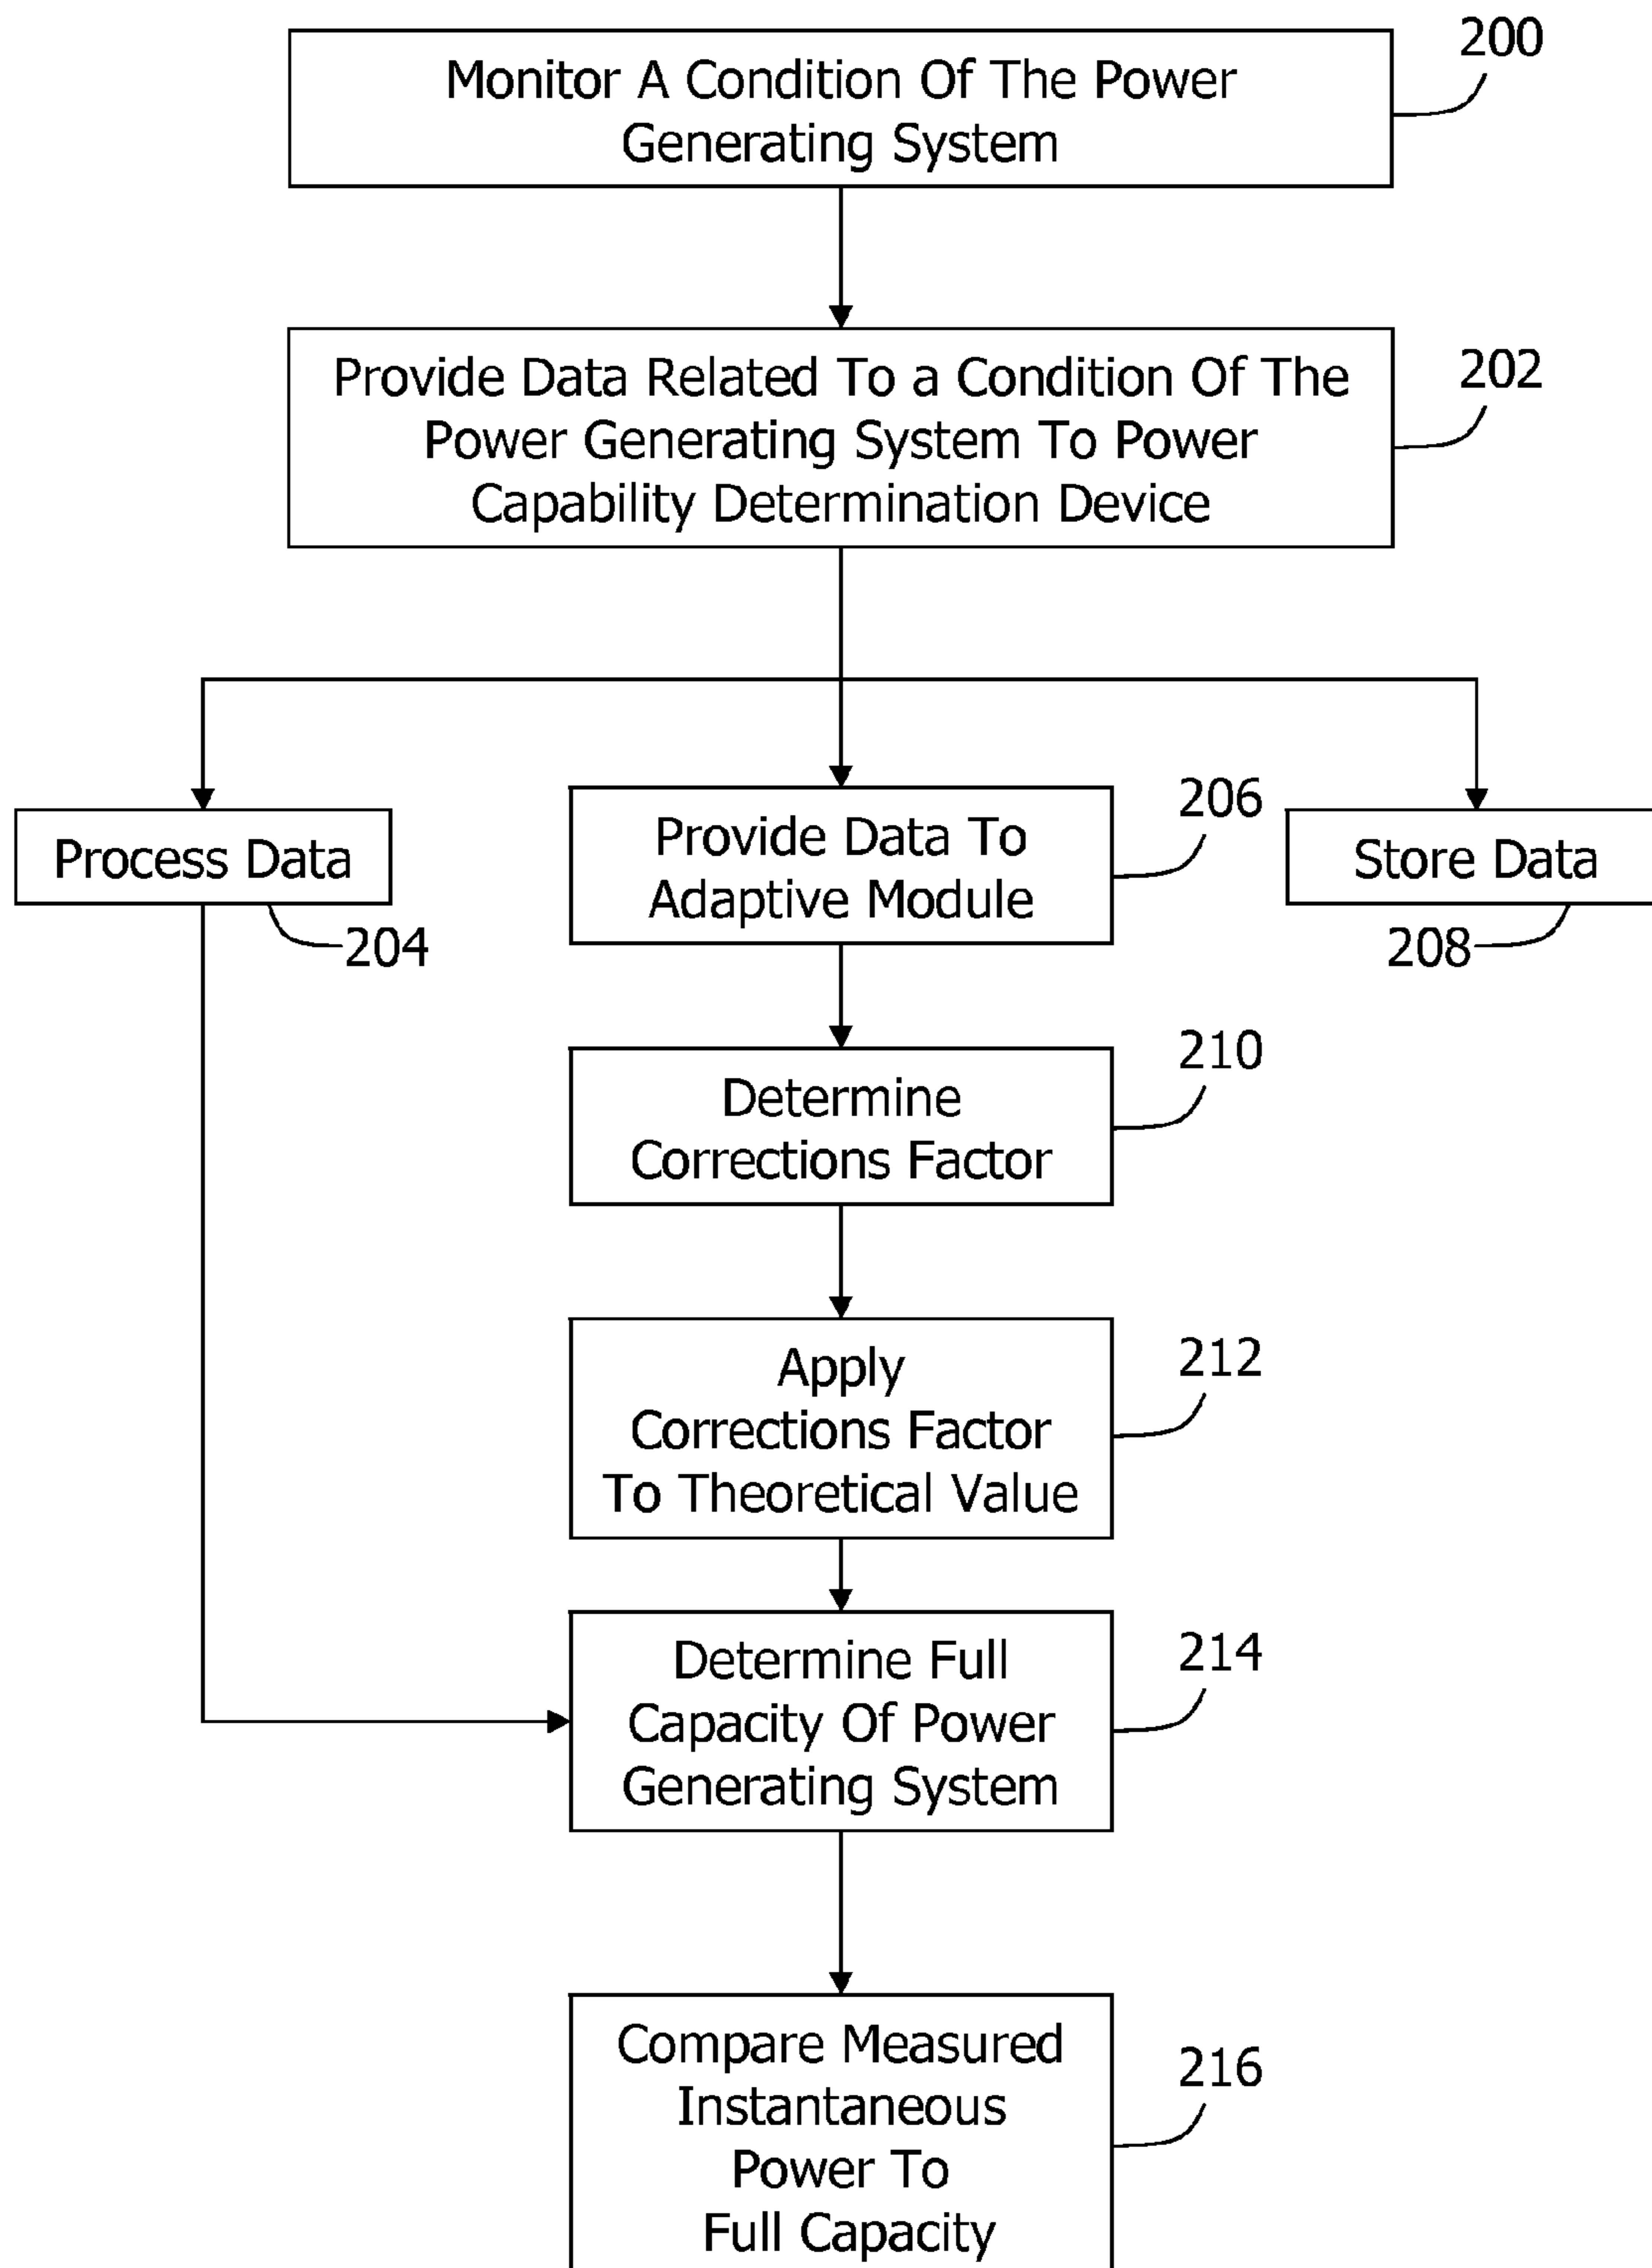 200
Monitor A Condition Of The Power
Generating System
202
Provide Data Related To a Condition Of The
Power Generating System To Power
Capability Determination Device
Process Data
204
206
Provide Data To
Adaptive Module
Store Data
208
210
Determine
Corrections Factor
212
Apply
Corrections Factor
To Theoretical Value
214
Determine Full
Capacity Of Power
Generating System
216
Compare Measured
Instantaneous
Power To
Full Capacity